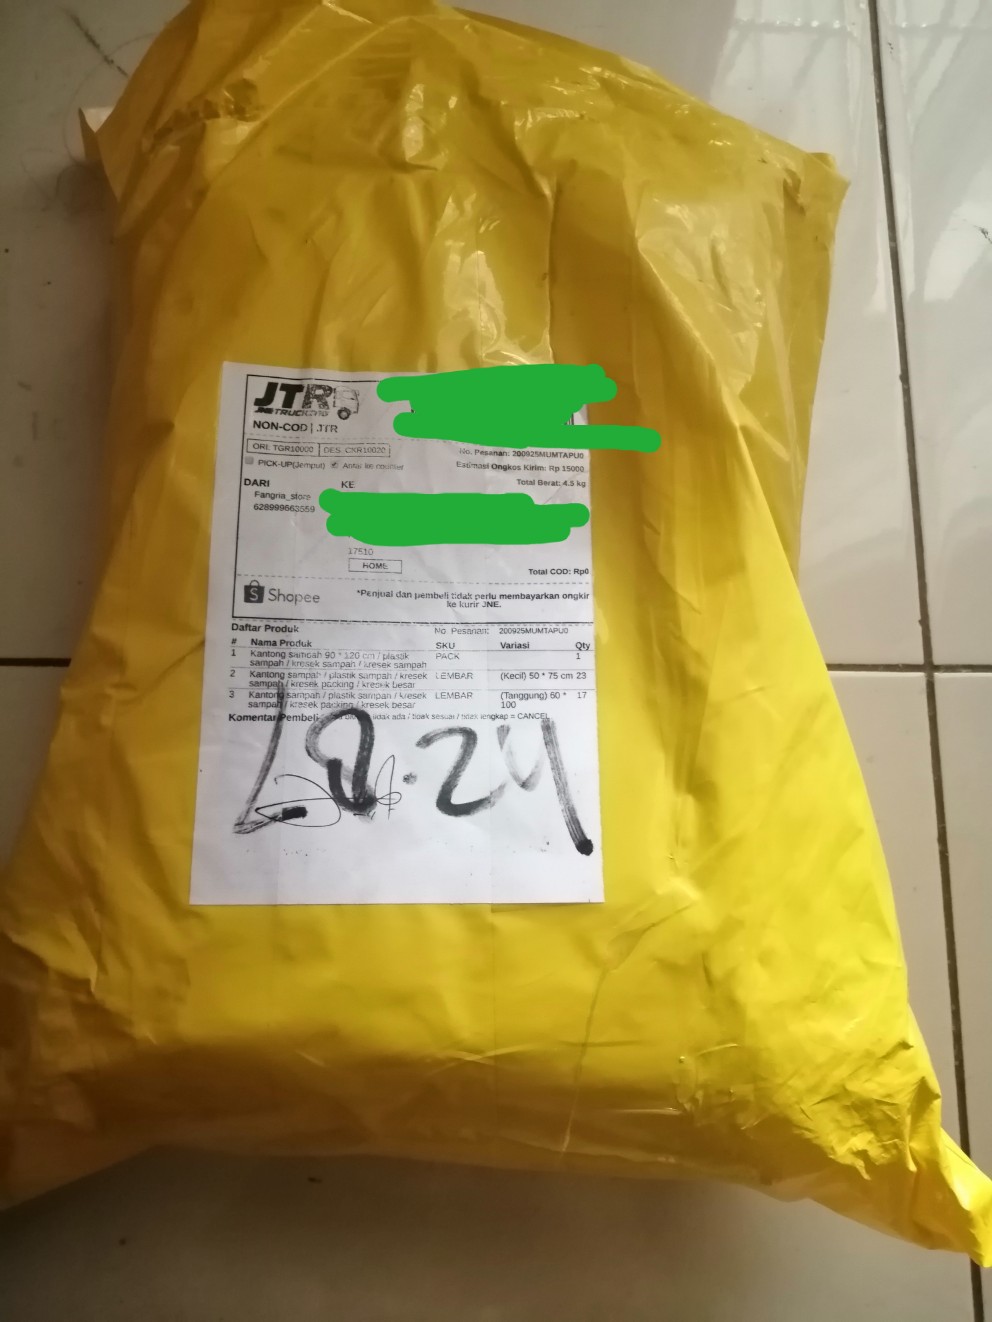 JTR
JNE TRUCKING
NON-COD | JTR
ORI: TGR10000 DES: CKR10020
PICK-UP(Jemput) Antar ke counter
No. Pesanan: 200925MUMTAPU0
Estimasi Ongkos Kirim: Rp 15000
Total Berat: 4.5 kg
DARI
Fangria_store
628999663559
KE
17510
HOME
Total COD: Rp0
Shopee
*Penjual dan pembeli tidak perlu membayarkan ongkir
ke kurir JNE.
Daftar Produk No Pesanan: 200925MUMTAPU0
# Nama Produk SKU Variasi Qty
1 Kantong sampah 90 * 120 cm / plastik PACK 1
sampah / kresek sampah / kresek sampah
2 Kantong sampah / plastik sampah / kresek LEMBAR (Kecil) 50 * 75 cm 23
sampah / kresek packing / kresek besar
3 Kantong sampah / plastik sampah / kresek LEMBAR (Tanggung) 60 * 17
sampah / kresek packing / kresek besar 100
Komentar Pembeli: tidak ada / tidak sesuai / tidak lengkap = CANCEL